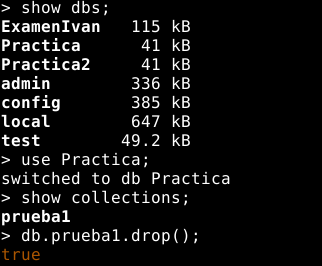 > show dbs;
ExamenIvan 115 kB
Practica 41 kB
Practica2 41 kB
admin 336 kB
config 385 kB
local 647 kB
test 49.2 kB
> use Practica;
switched to db Practica
> show collections;
prueba1
> db.prueba1.drop();
true